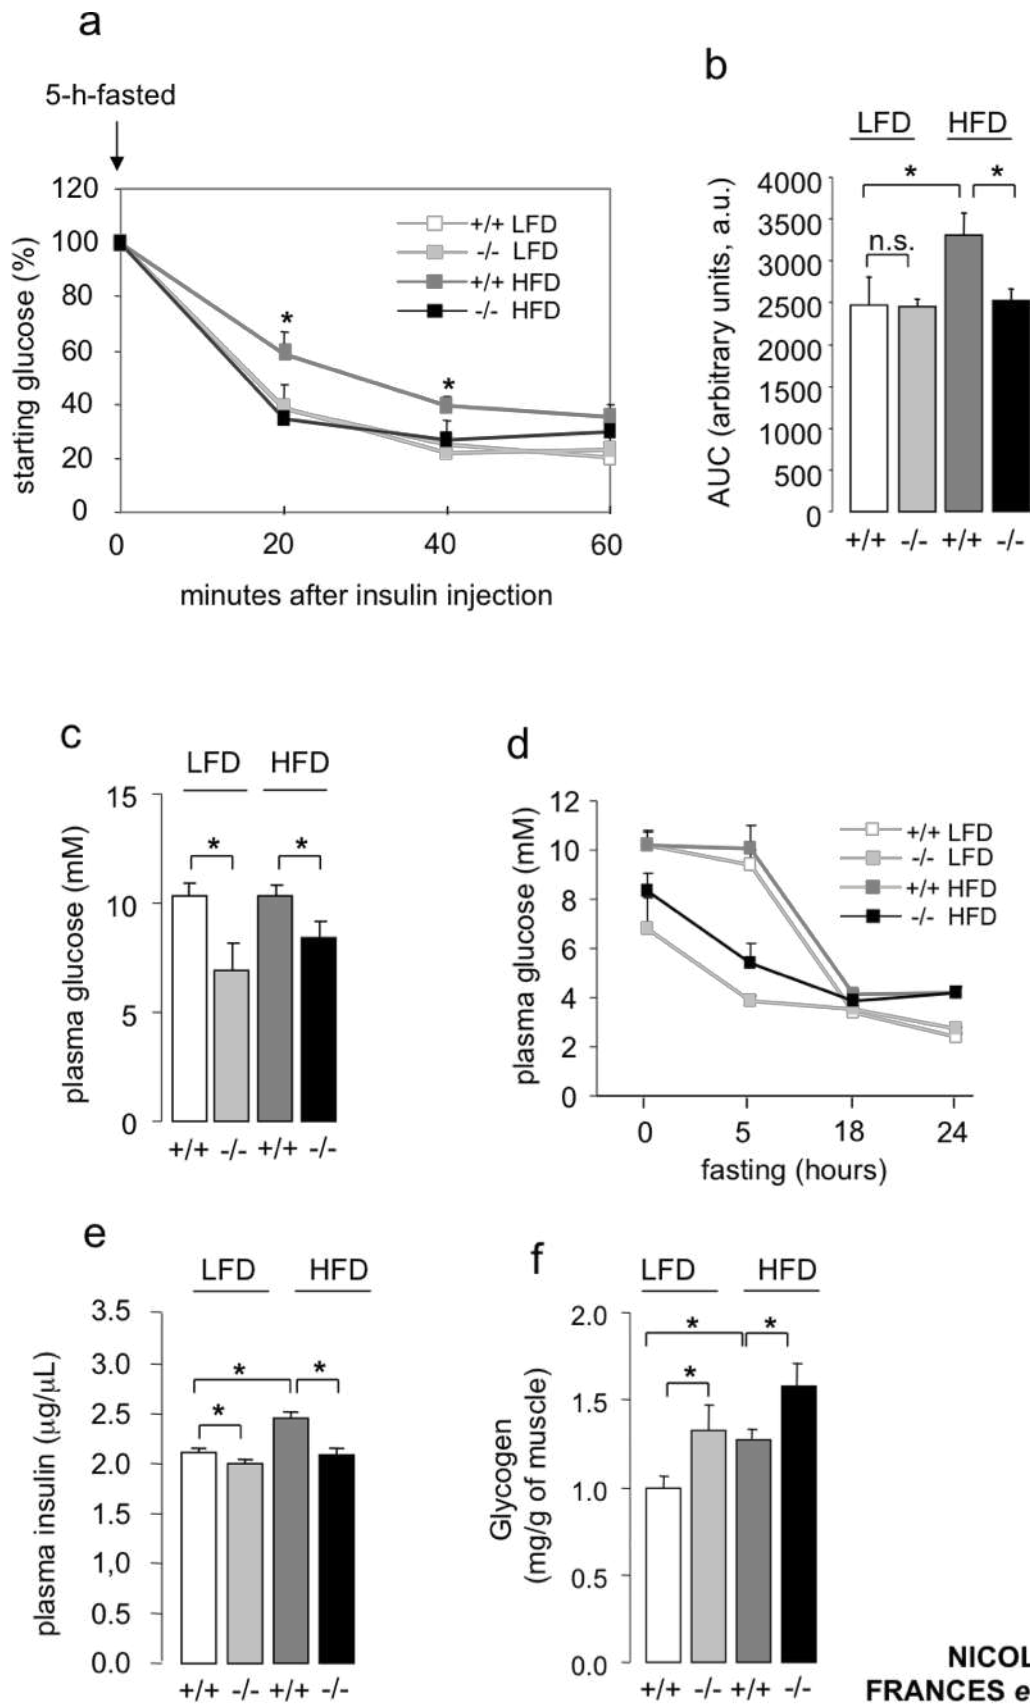 a
5-h-fasted
120
100
80
60
40
20
0
starting glucose (%)
+/+ LFD
-/- LFD
+/+ HFD
-/- HFD
*
*
0 20 40 60
minutes after insulin injection
b
LFD HFD
* *
n.s.
4000
3500
3000
2500
2000
1500
1000
500
0
AUC (arbitrary units, a.u.)
+/+ -/- +/+ -/-
c
LFD HFD
* *
15
10
5
0
plasma glucose (mM)
+/+ -/- +/+ -/-
d
12
10
8
6
4
2
0
plasma glucose (mM)
+/+ LFD
-/- LFD
+/+ HFD
-/- HFD
0 5 18 24
fasting (hours)
e
LFD HFD
* *
*
3.5
3.0
2.5
2.0
1.5
1,0
0.5
0.0
plasma insulin (µg/µL)
+/+ -/- +/+ -/-
f
LFD HFD
* *
*
2.0
1.5
1.0
0.5
0.0
Glycogen
(mg/g of muscle)
+/+ -/- +/+ -/-
NICOL
FRANCES e